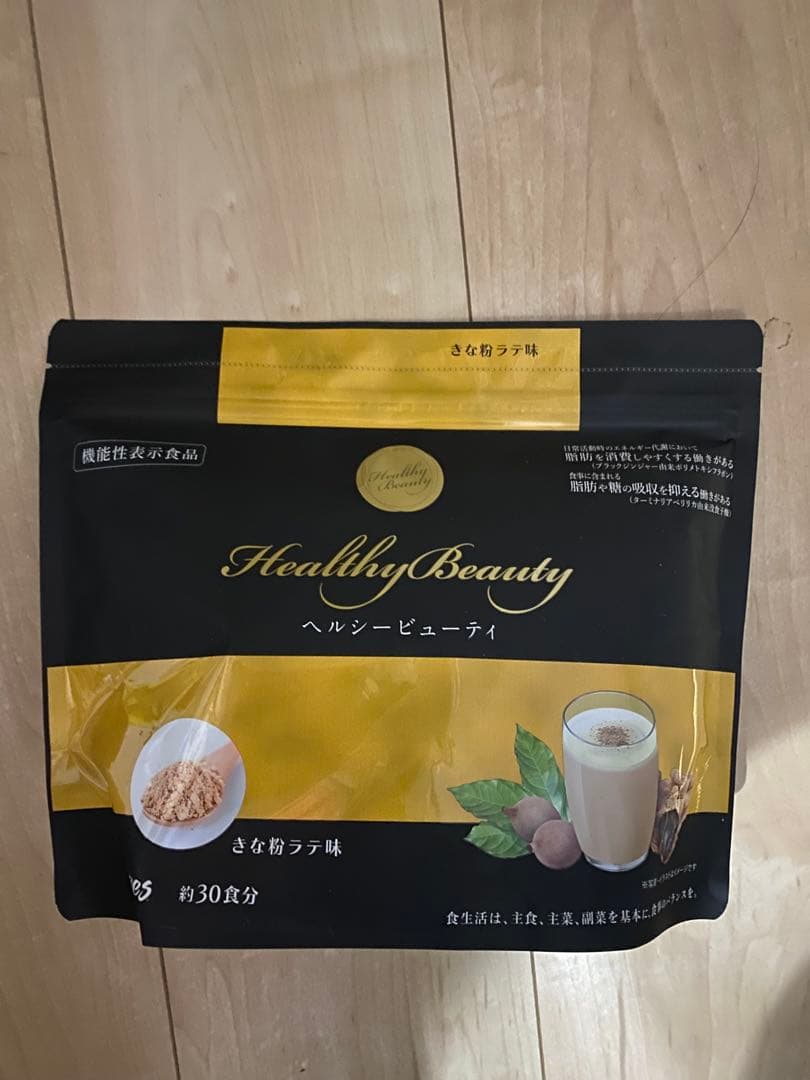 きな粉ラテ味
機能性表示食品
Healthy
Beauty
日常活動時のエネルギー代謝において
脂肪を消費しやすくする働きがある
(ブラックジンジャー由来ポリメトキシフラボン)
食事に含まれる
脂肪や糖の吸収を抑える働きがある
(ターミナリアベリリカ由来没食子酸)
Healthy Beauty
ヘルシービューティ
きな粉ラテ味
約30食分
食生活は、主食、主菜、副菜を基本に、食事のバランスを。